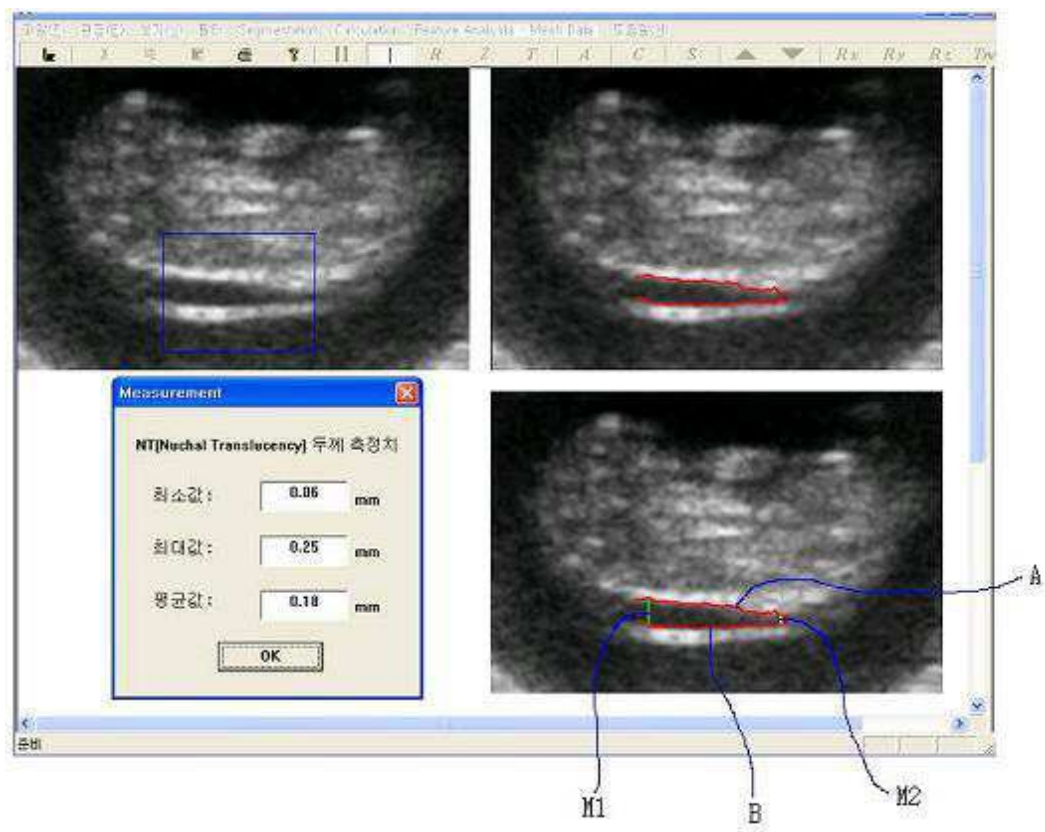 Segmentation Calculation Feature Analysis Mesh Data
R Z T A C S Rx Ry Rz
Measurement
NT[Nuchal Translucency] 두께 측정치
최소값 : 0.06 mm
최대값 : 0.25 mm
평균값 : 0.18 mm
OK
준비
A
M1
B
M2